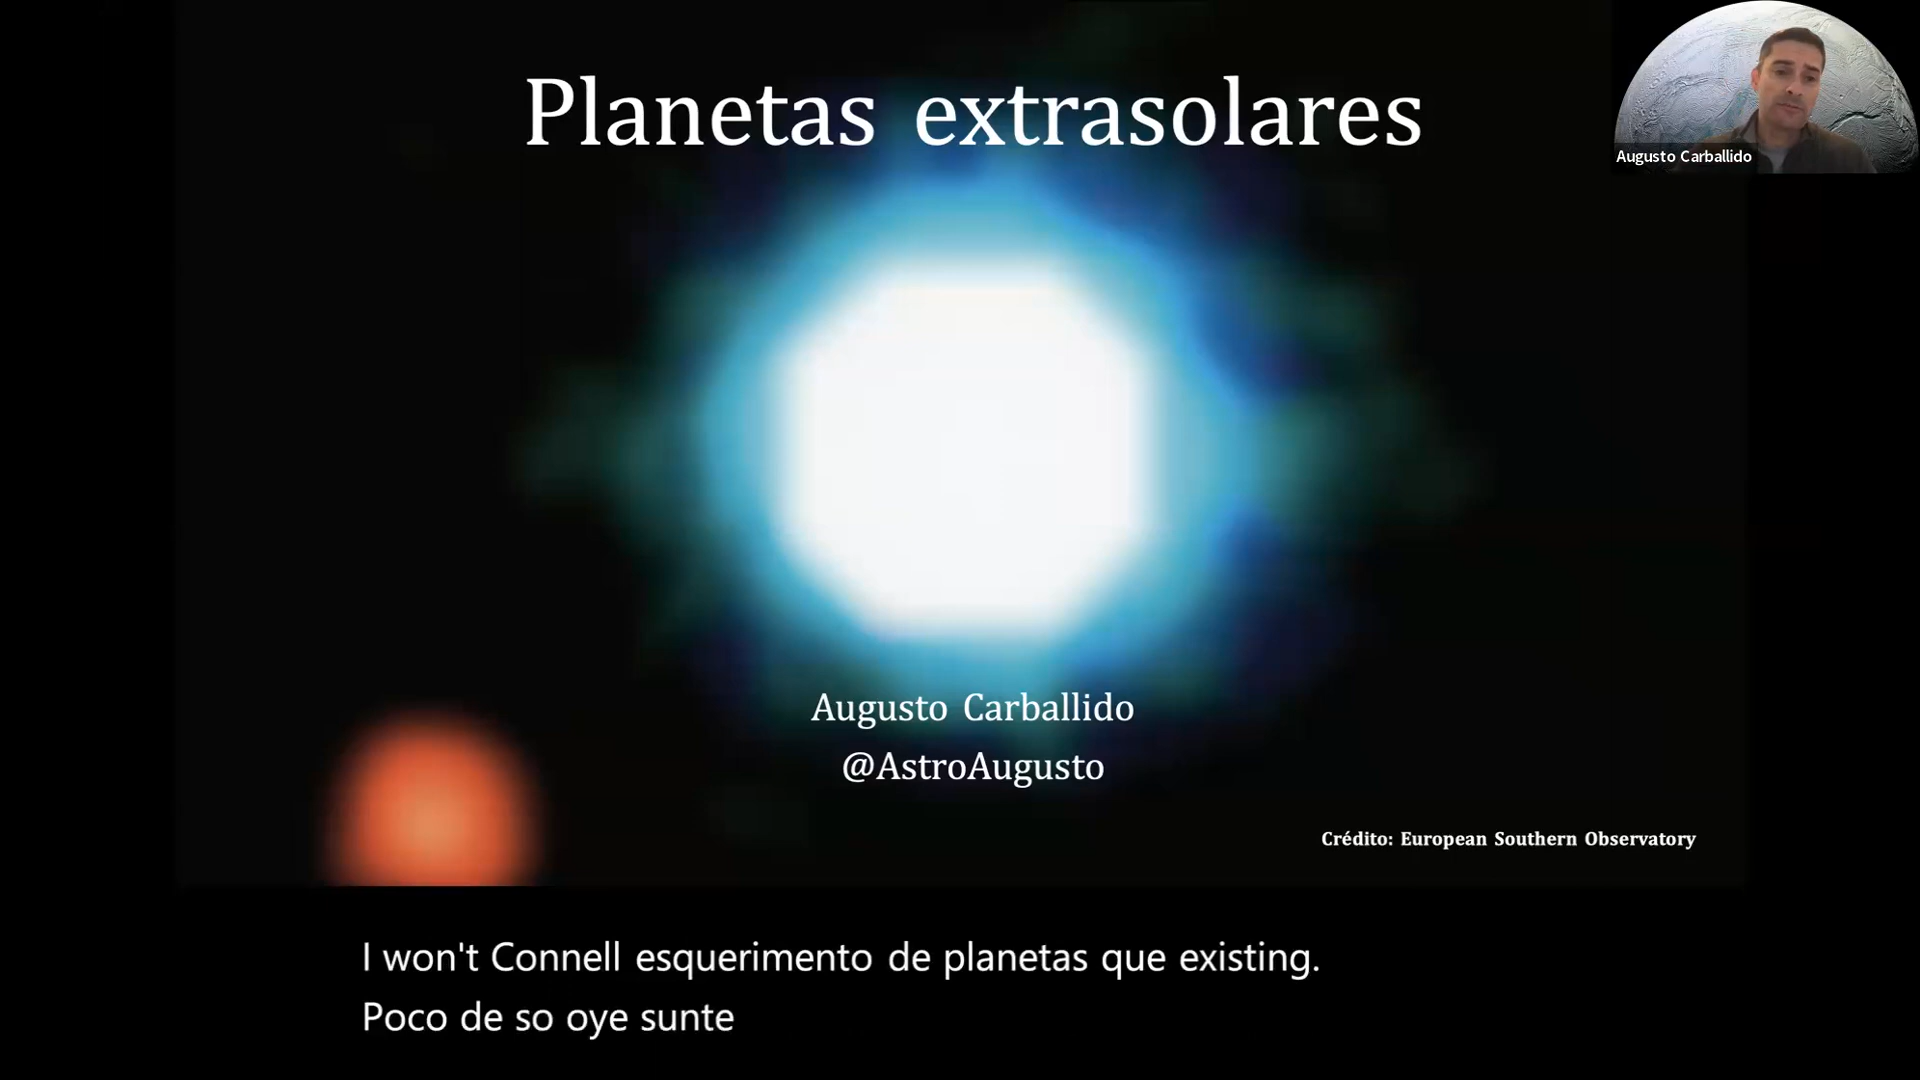 Planetas extrasolares
Augusto Carballido
Augusto Carballido
@AstroAugusto
Crédito: European Southern Observatory
I won't Connell esquerimento de planetas que existing.
Poco de so oye sunte